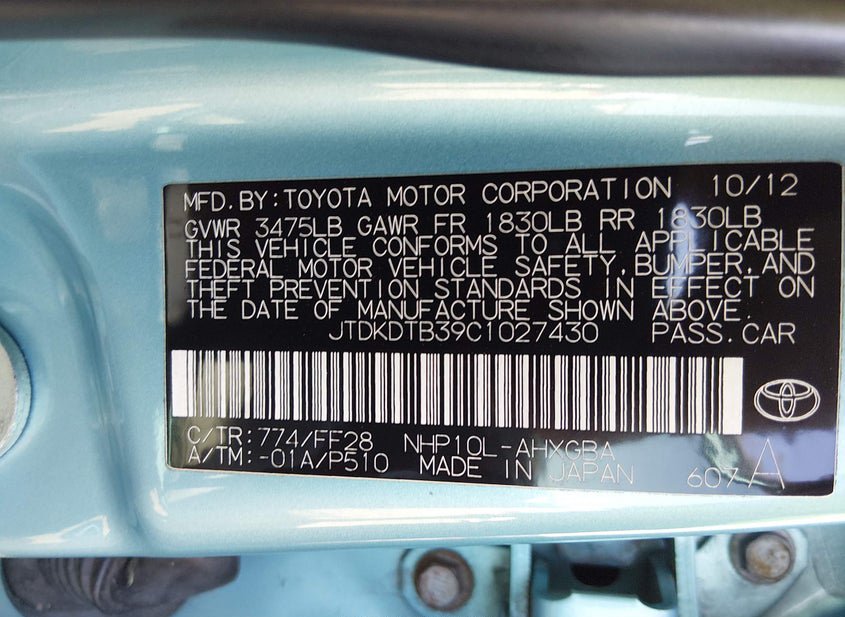 MFD. BY: TOYOTA MOTOR CORPORATION 10/12
GVWR 3475LB GAWR FR 1830LB RR 1830LB
THIS VEHICLE CONFORMS TO ALL APPLICABLE
FEDERAL MOTOR VEHICLE SAFETY, BUMPER, AND
THEFT PREVENTION STANDARDS IN EFFECT ON
THE DATE OF MANUFACTURE SHOWN ABOVE.
JTDKDTB39C1027430 PASS. CAR
C/TR: 774/FF28 NHP10L-AHXGBA
A/TM: -01A/P510 MADE IN JAPAN 607 A